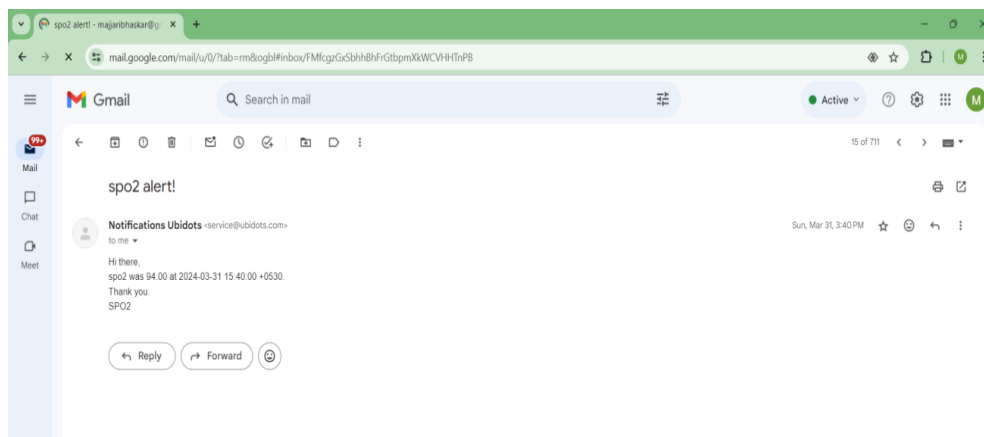 spo2 alert! - majjaribhaskar@g
mail.google.com/mail/u/0/?tab=rm&ogbl#inbox/FMfcgzGxSbhhBhFrGtbpmXkWCVHHTnPB
M
Gmail
Search in mail
Active
M
99+
Mail
15 of 711
spo2 alert!
Chat
Notifications Ubidots <service@ubidots.com>
Sun, Mar 31, 3:40 PM
to me
Meet
Hi there,
spo2 was 94.00 at 2024-03-31 15:40:00 +0530.
Thank you.
SPO2
Reply
Forward